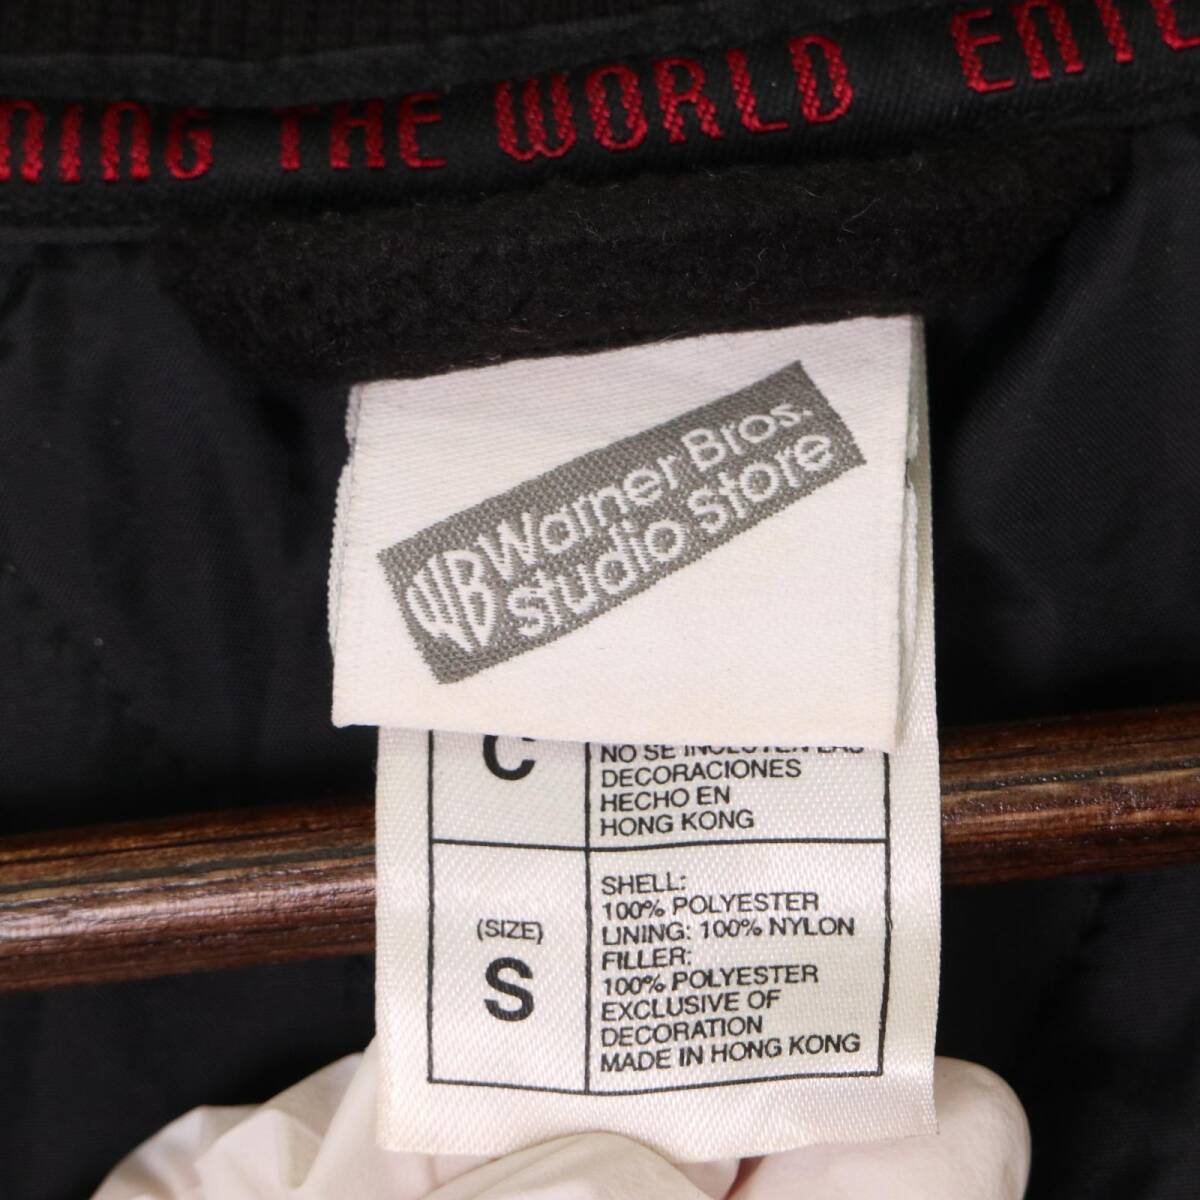 NING THE WORLD ENTE
Warner Bros.
WB studio store
C
NO SE INCLUYEN LAS
DECORACIONES
HECHO EN
HONG KONG
(SIZE)
S
SHELL:
100% POLYESTER
LINING: 100% NYLON
FILLER:
100% POLYESTER
EXCLUSIVE OF
DECORATION
MADE IN HONG KONG